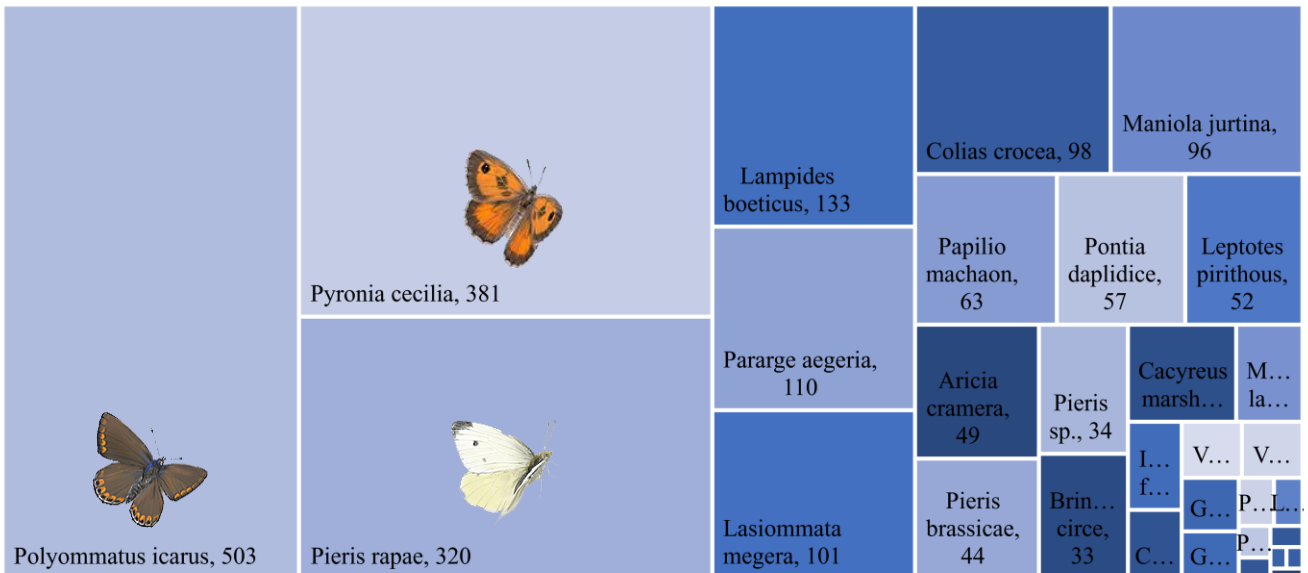 Polyommatus icarus, 503
Pyronia cecilia, 381
Pieris rapae, 320
Lampides
boeticus, 133
Pararge aegeria,
110
Lasiommata
megera, 101
Colias crocea, 98
Maniola jurtina,
96
Papilio
machaon,
63
Pontia
daplidice,
57
Leptotes
pirithous,
52
Aricia
cramera,
49
Pieris
brassicae,
44
Pieris
sp., 34
Brin…
circe,
33
Cacyreus
marsh…
M…
la…
I…
f…
C…
V…
V…
G…
G…
P…
L…
P…